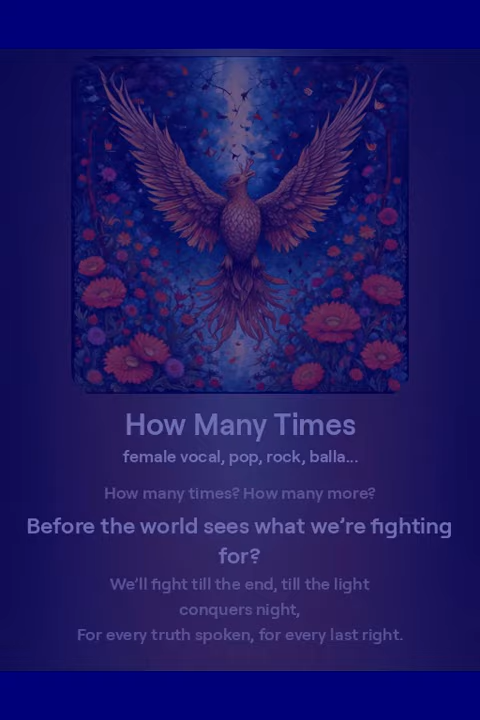 How Many Times
female vocal, pop, rock, balla...
How many times? How many more?
Before the world sees what we’re fighting
for?
We’ll fight till the end, till the light
conquers night,
For every truth spoken, for every last right.